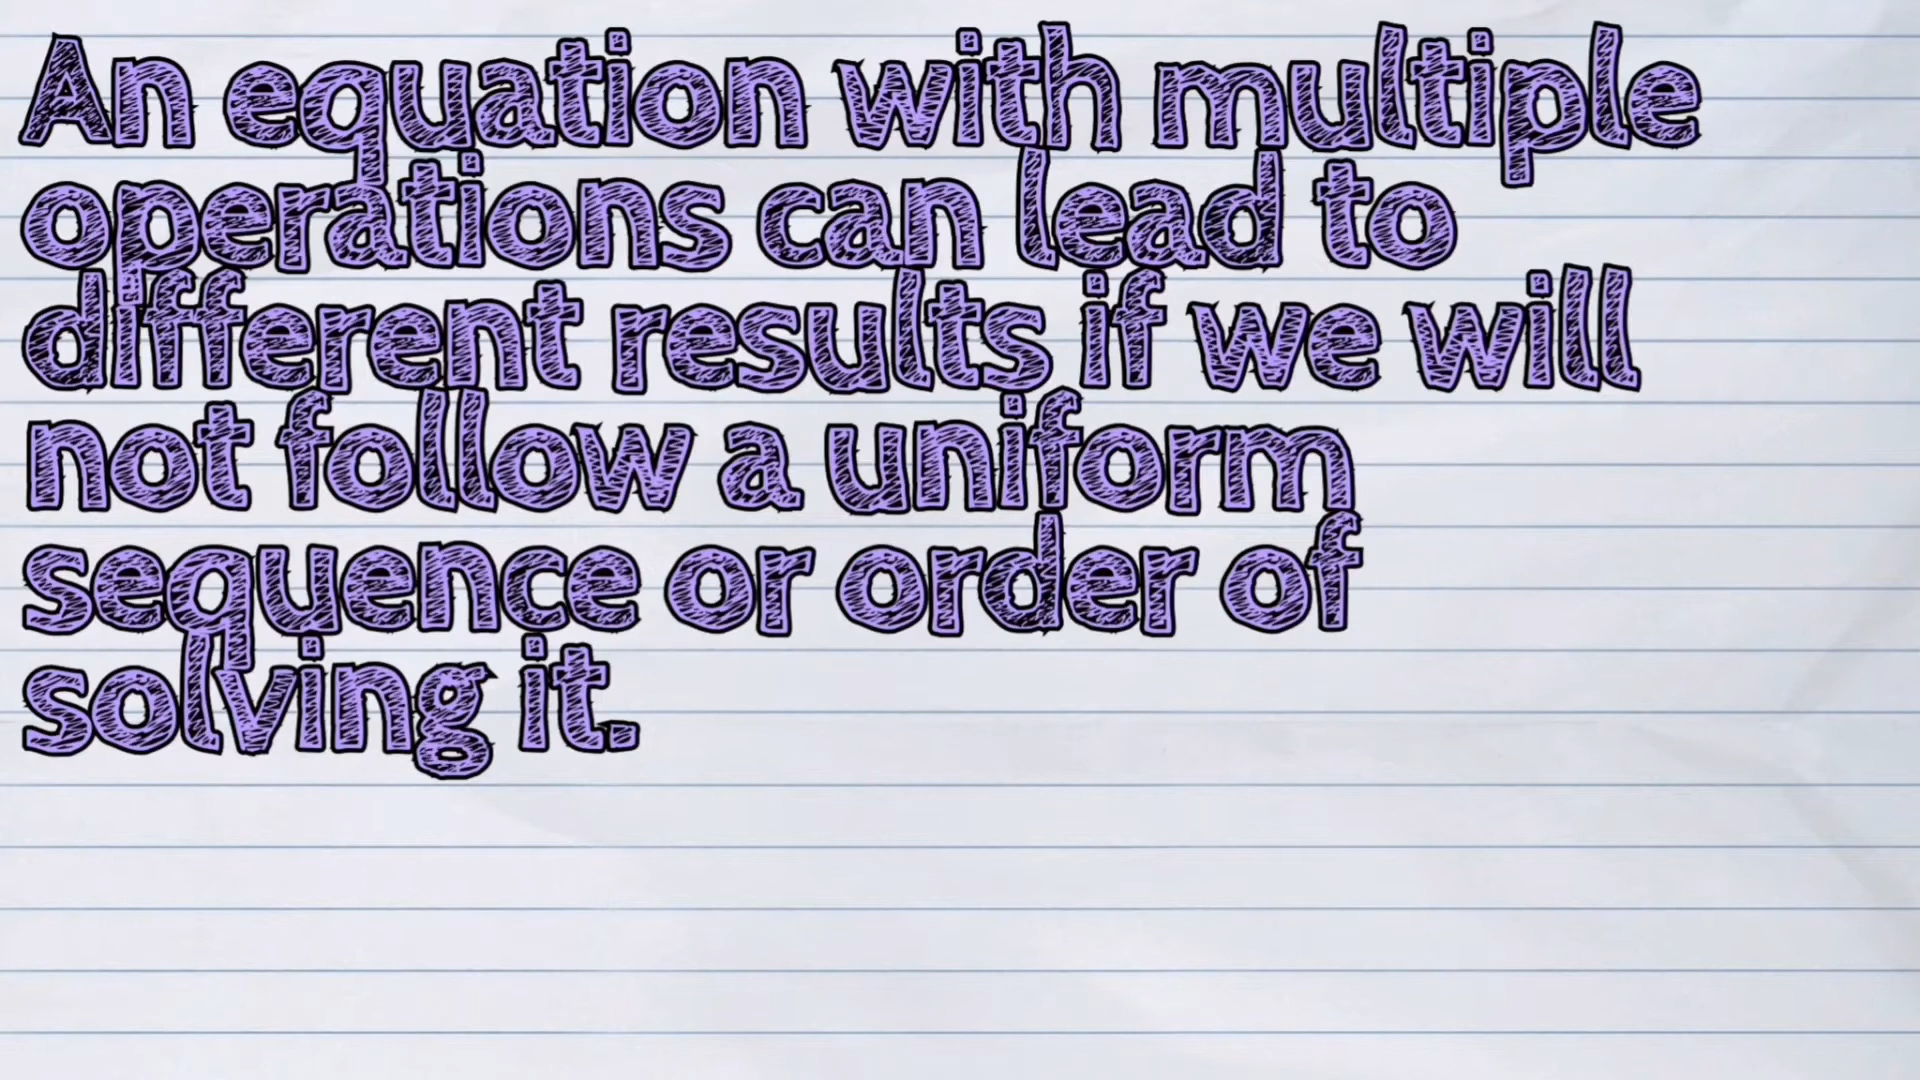 An equation with multiple
operations can lead to
different results if we will
not follow a uniform
sequence or order of
solving it.